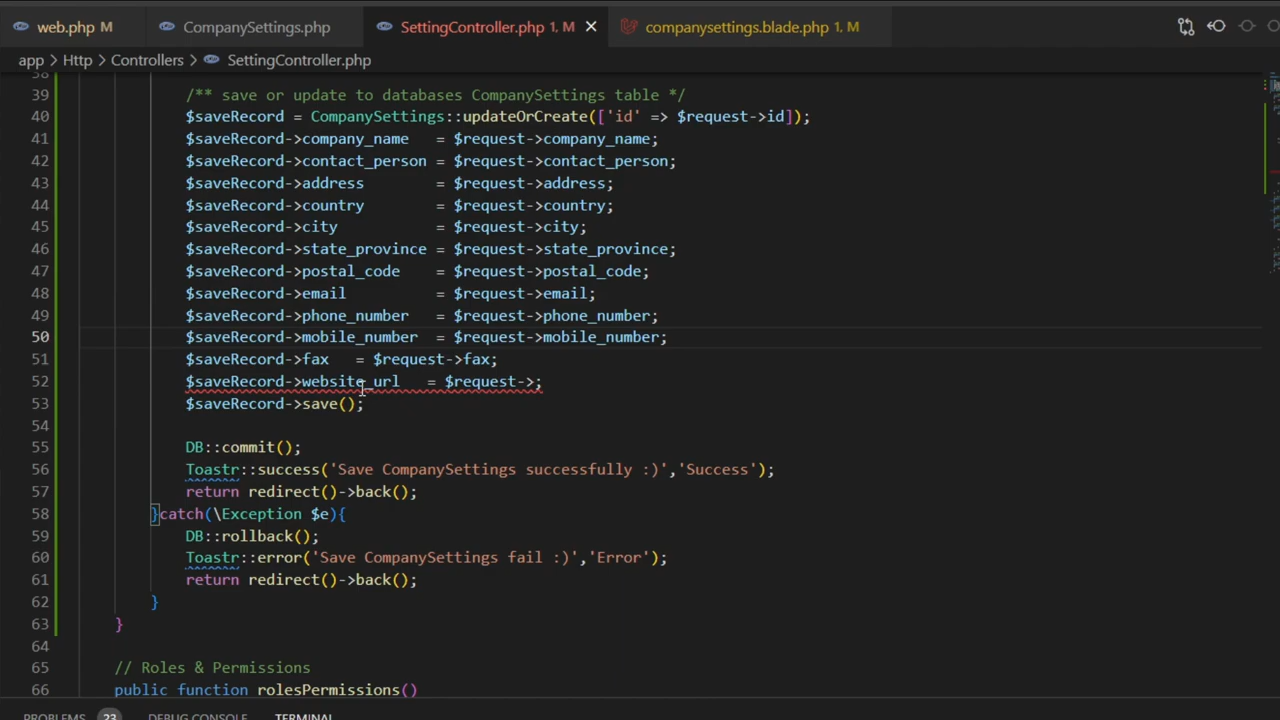 web.php M CompanySettings.php SettingController.php 1, M companysettings.blade.php 1, M
app > Http > Controllers > SettingController.php
38
39 /** save or update to databases CompanySettings table */
40 $saveRecord = CompanySettings::updateOrCreate(['id' => $request->id]);
41 $saveRecord->company_name = $request->company_name;
42 $saveRecord->contact_person = $request->contact_person;
43 $saveRecord->address = $request->address;
44 $saveRecord->country = $request->country;
45 $saveRecord->city = $request->city;
46 $saveRecord->state_province = $request->state_province;
47 $saveRecord->postal_code = $request->postal_code;
48 $saveRecord->email = $request->email;
49 $saveRecord->phone_number = $request->phone_number;
50 $saveRecord->mobile_number = $request->mobile_number;
51 $saveRecord->fax = $request->fax;
52 $saveRecord->website_url = $request->;
53 $saveRecord->save();
54
55 DB::commit();
56 Toastr::success('Save CompanySettings successfully :)','Success');
57 return redirect()->back();
58 }catch(\Exception $e){
59 DB::rollback();
60 Toastr::error('Save CompanySettings fail :)','Error');
61 return redirect()->back();
62 }
63 }
64
65 // Roles & Permissions
66 public function rolesPermissions()
PROBLEMS 23 DEBUG CONSOLE TERMINAL